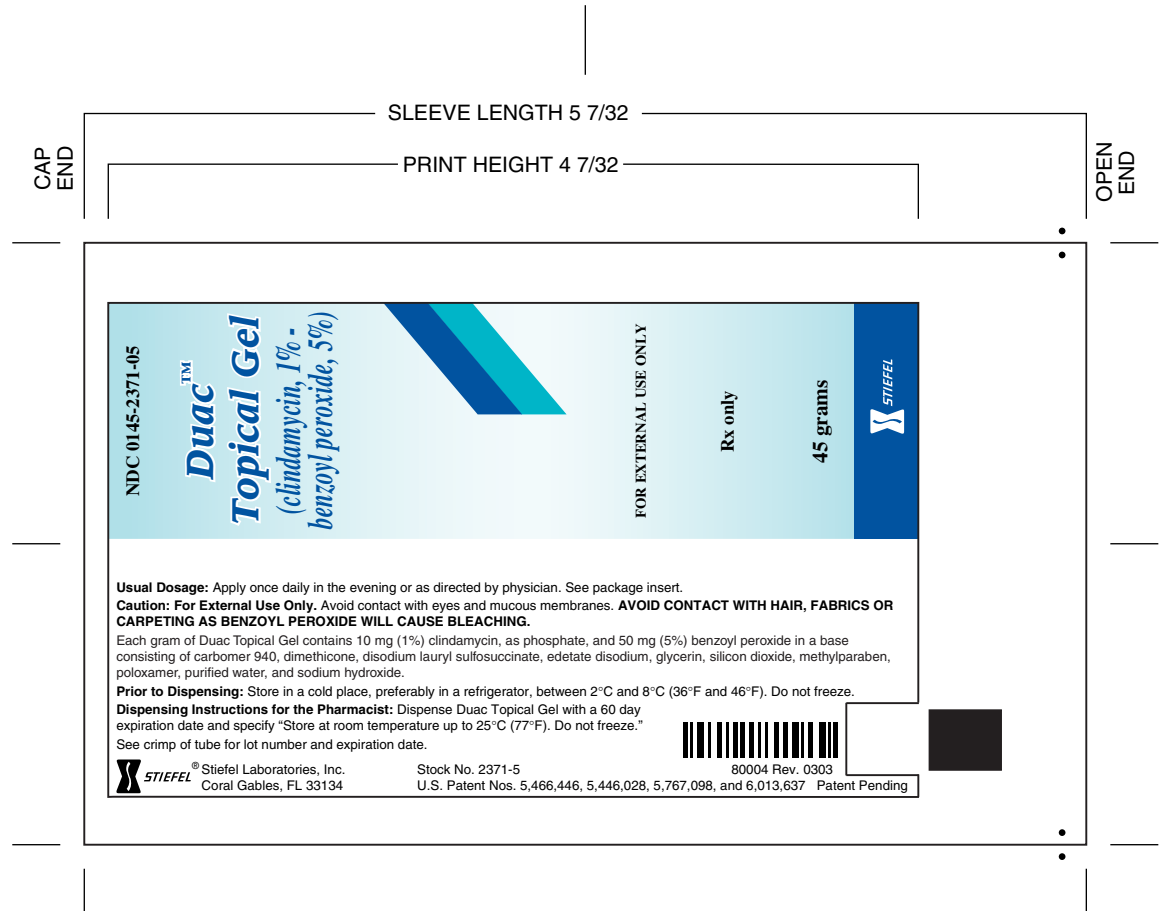 SLEEVE LENGTH 5 7/32
PRINT HEIGHT 4 7/32
CAP
END
OPEN
END
NDC 0145-2371-05
Duac™
Topical Gel
(clindamycin, 1% -
benzoyl peroxide, 5%)
FOR EXTERNAL USE ONLY
Rx only
45 grams
STIEFEL
Usual Dosage: Apply once daily in the evening or as directed by physician. See package insert.
Caution: For External Use Only. Avoid contact with eyes and mucous membranes. AVOID CONTACT WITH HAIR, FABRICS OR
CARPETING AS BENZOYL PEROXIDE WILL CAUSE BLEACHING.
Each gram of Duac Topical Gel contains 10 mg (1%) clindamycin, as phosphate, and 50 mg (5%) benzoyl peroxide in a base
consisting of carbomer 940, dimethicone, disodium lauryl sulfosuccinate, edetate disodium, glycerin, silicon dioxide, methylparaben,
poloxamer, purified water, and sodium hydroxide.
Prior to Dispensing: Store in a cold place, preferably in a refrigerator, between 2°C and 8°C (36°F and 46°F). Do not freeze.
Dispensing Instructions for the Pharmacist: Dispense Duac Topical Gel with a 60 day
expiration date and specify “Store at room temperature up to 25°C (77°F). Do not freeze.”
See crimp of tube for lot number and expiration date.
STIEFEL® Stiefel Laboratories, Inc. Stock No. 2371-5 80004 Rev. 0303
Coral Gables, FL 33134 U.S. Patent Nos. 5,466,446, 5,446,028, 5,767,098, and 6,013,637 Patent Pending